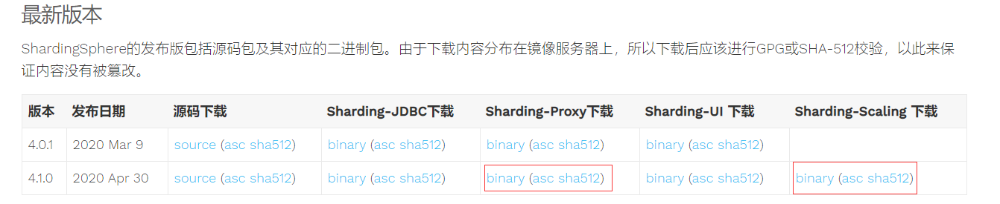 最新版本
ShardingSphere的发布版包括源码包及其对应的二进制包。由于下载内容分布在镜像服务器上，所以下载后应该进行GPG或SHA-512校验，以此来保
证内容没有被篡改。
版本 发布日期 源码下载 Sharding-JDBC下载 Sharding-Proxy下载 Sharding-UI 下载 Sharding-Scaling 下载
4.0.1 2020 Mar 9 source (asc sha512) binary (asc sha512) binary (asc sha512) binary (asc sha512)
4.1.0 2020 Apr 30 source (asc sha512) binary (asc sha512) binary (asc sha512) binary (asc sha512) binary (asc sha512)